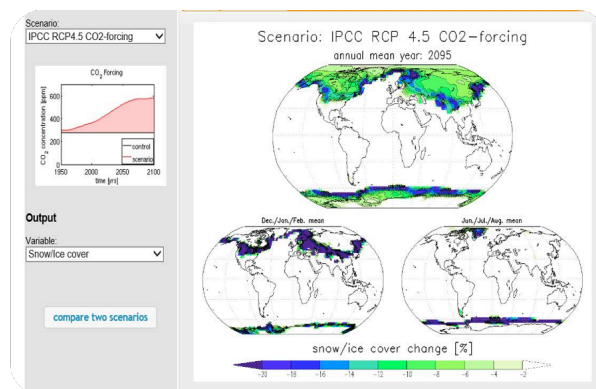 Scenario:
IPCC RCP4.5 CO2-forcing
CO2 Forcing
CO2 concentration [ppm]
600
400
200
0
control
scenario
1950 2000 2050 2100
time [yrs]
Output
Variable:
Snow/Ice cover
compare two scenarios
Scenario: IPCC RCP 4.5 CO2-forcing
annual mean year: 2095
Dec./Jan./Feb. mean
Jun./Jul./Aug. mean
snow/ice cover change [%]
-20 -18 -16 -14 -12 -10 -8 -6 -4 -2